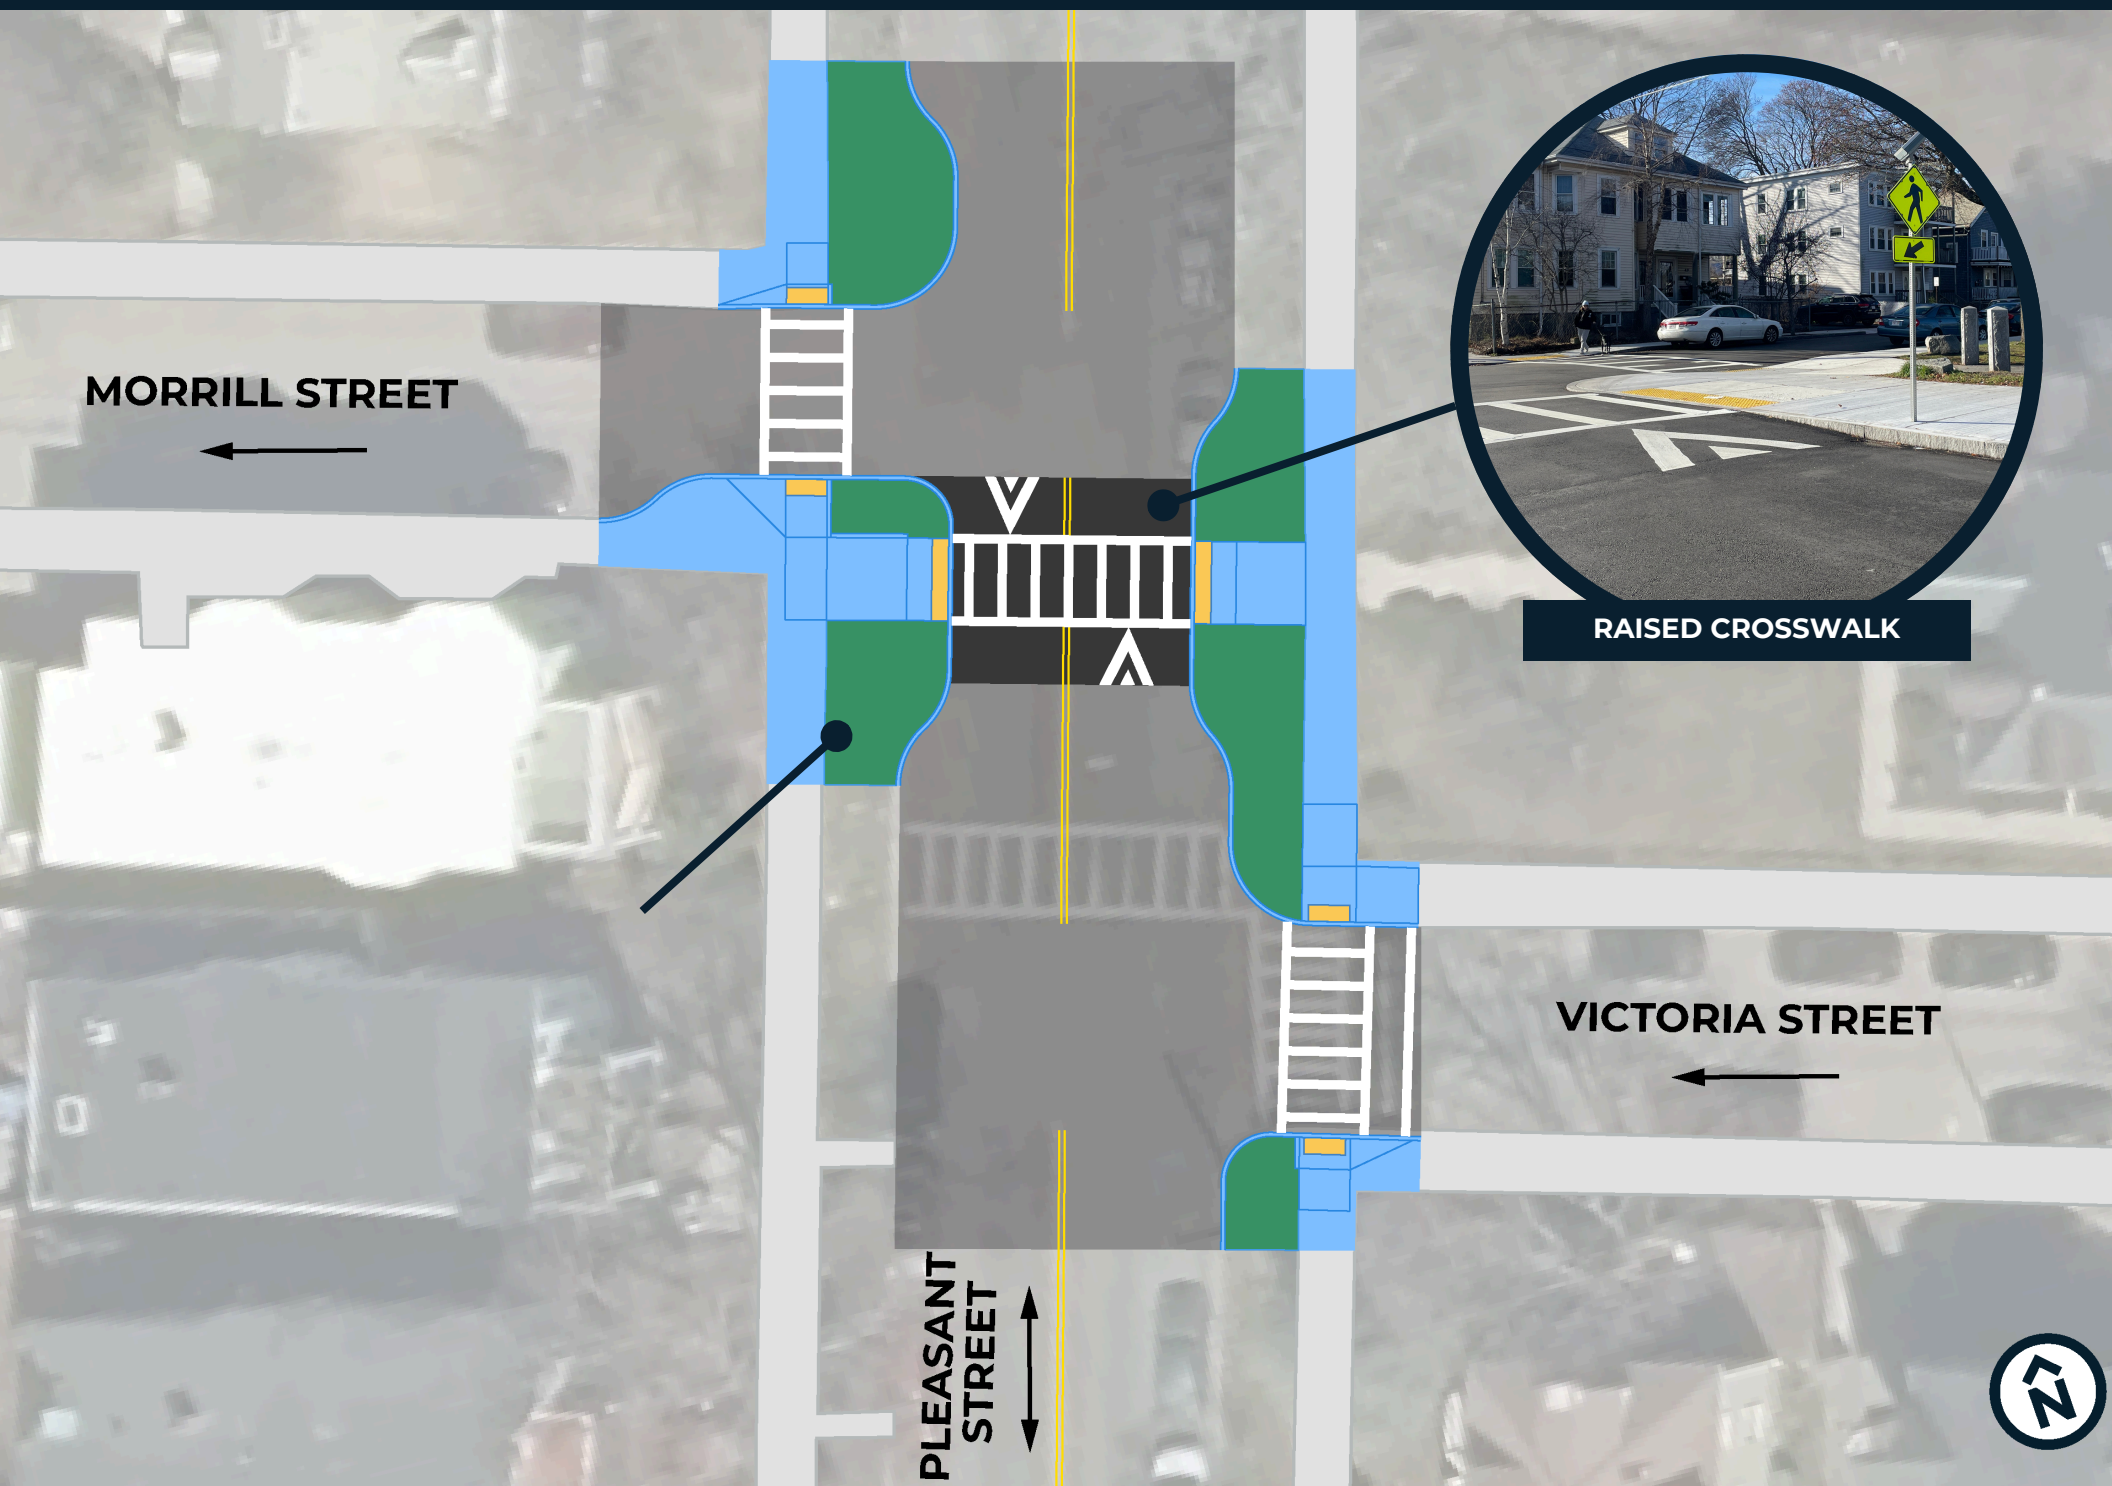 MORRILL STREET
RAISED CROSSWALK
VICTORIA STREET
PLEASANT
STREET
N